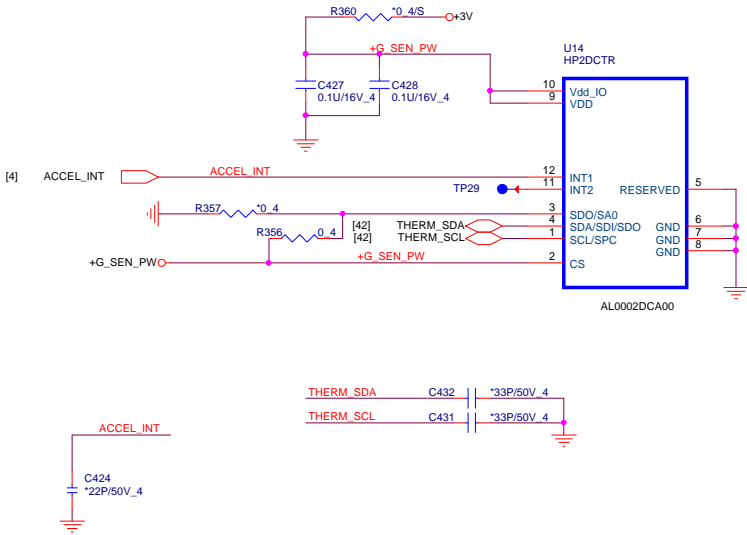 R360 *0_4/S +3V
+G_SEN_PW
U14
HP2DCTR
C427
0.1U/16V_4
C428
0.1U/16V_4
10 Vdd_IO
9 VDD
[4] ACCEL_INT ACCEL_INT 12 INT1
TP29 11 INT2 RESERVED 5
R357 *0_4 3 SDO/SA0
[42] THERM_SDA 4 SDA/SDI/SDO GND 6
R356 0_4 [42] THERM_SCL 1 SCL/SPC GND 7
GND 8
+G_SEN_PW +G_SEN_PW 2 CS
AL0002DCA00
THERM_SDA C432 *33P/50V_4
THERM_SCL C431 *33P/50V_4
ACCEL_INT
C424
*22P/50V_4